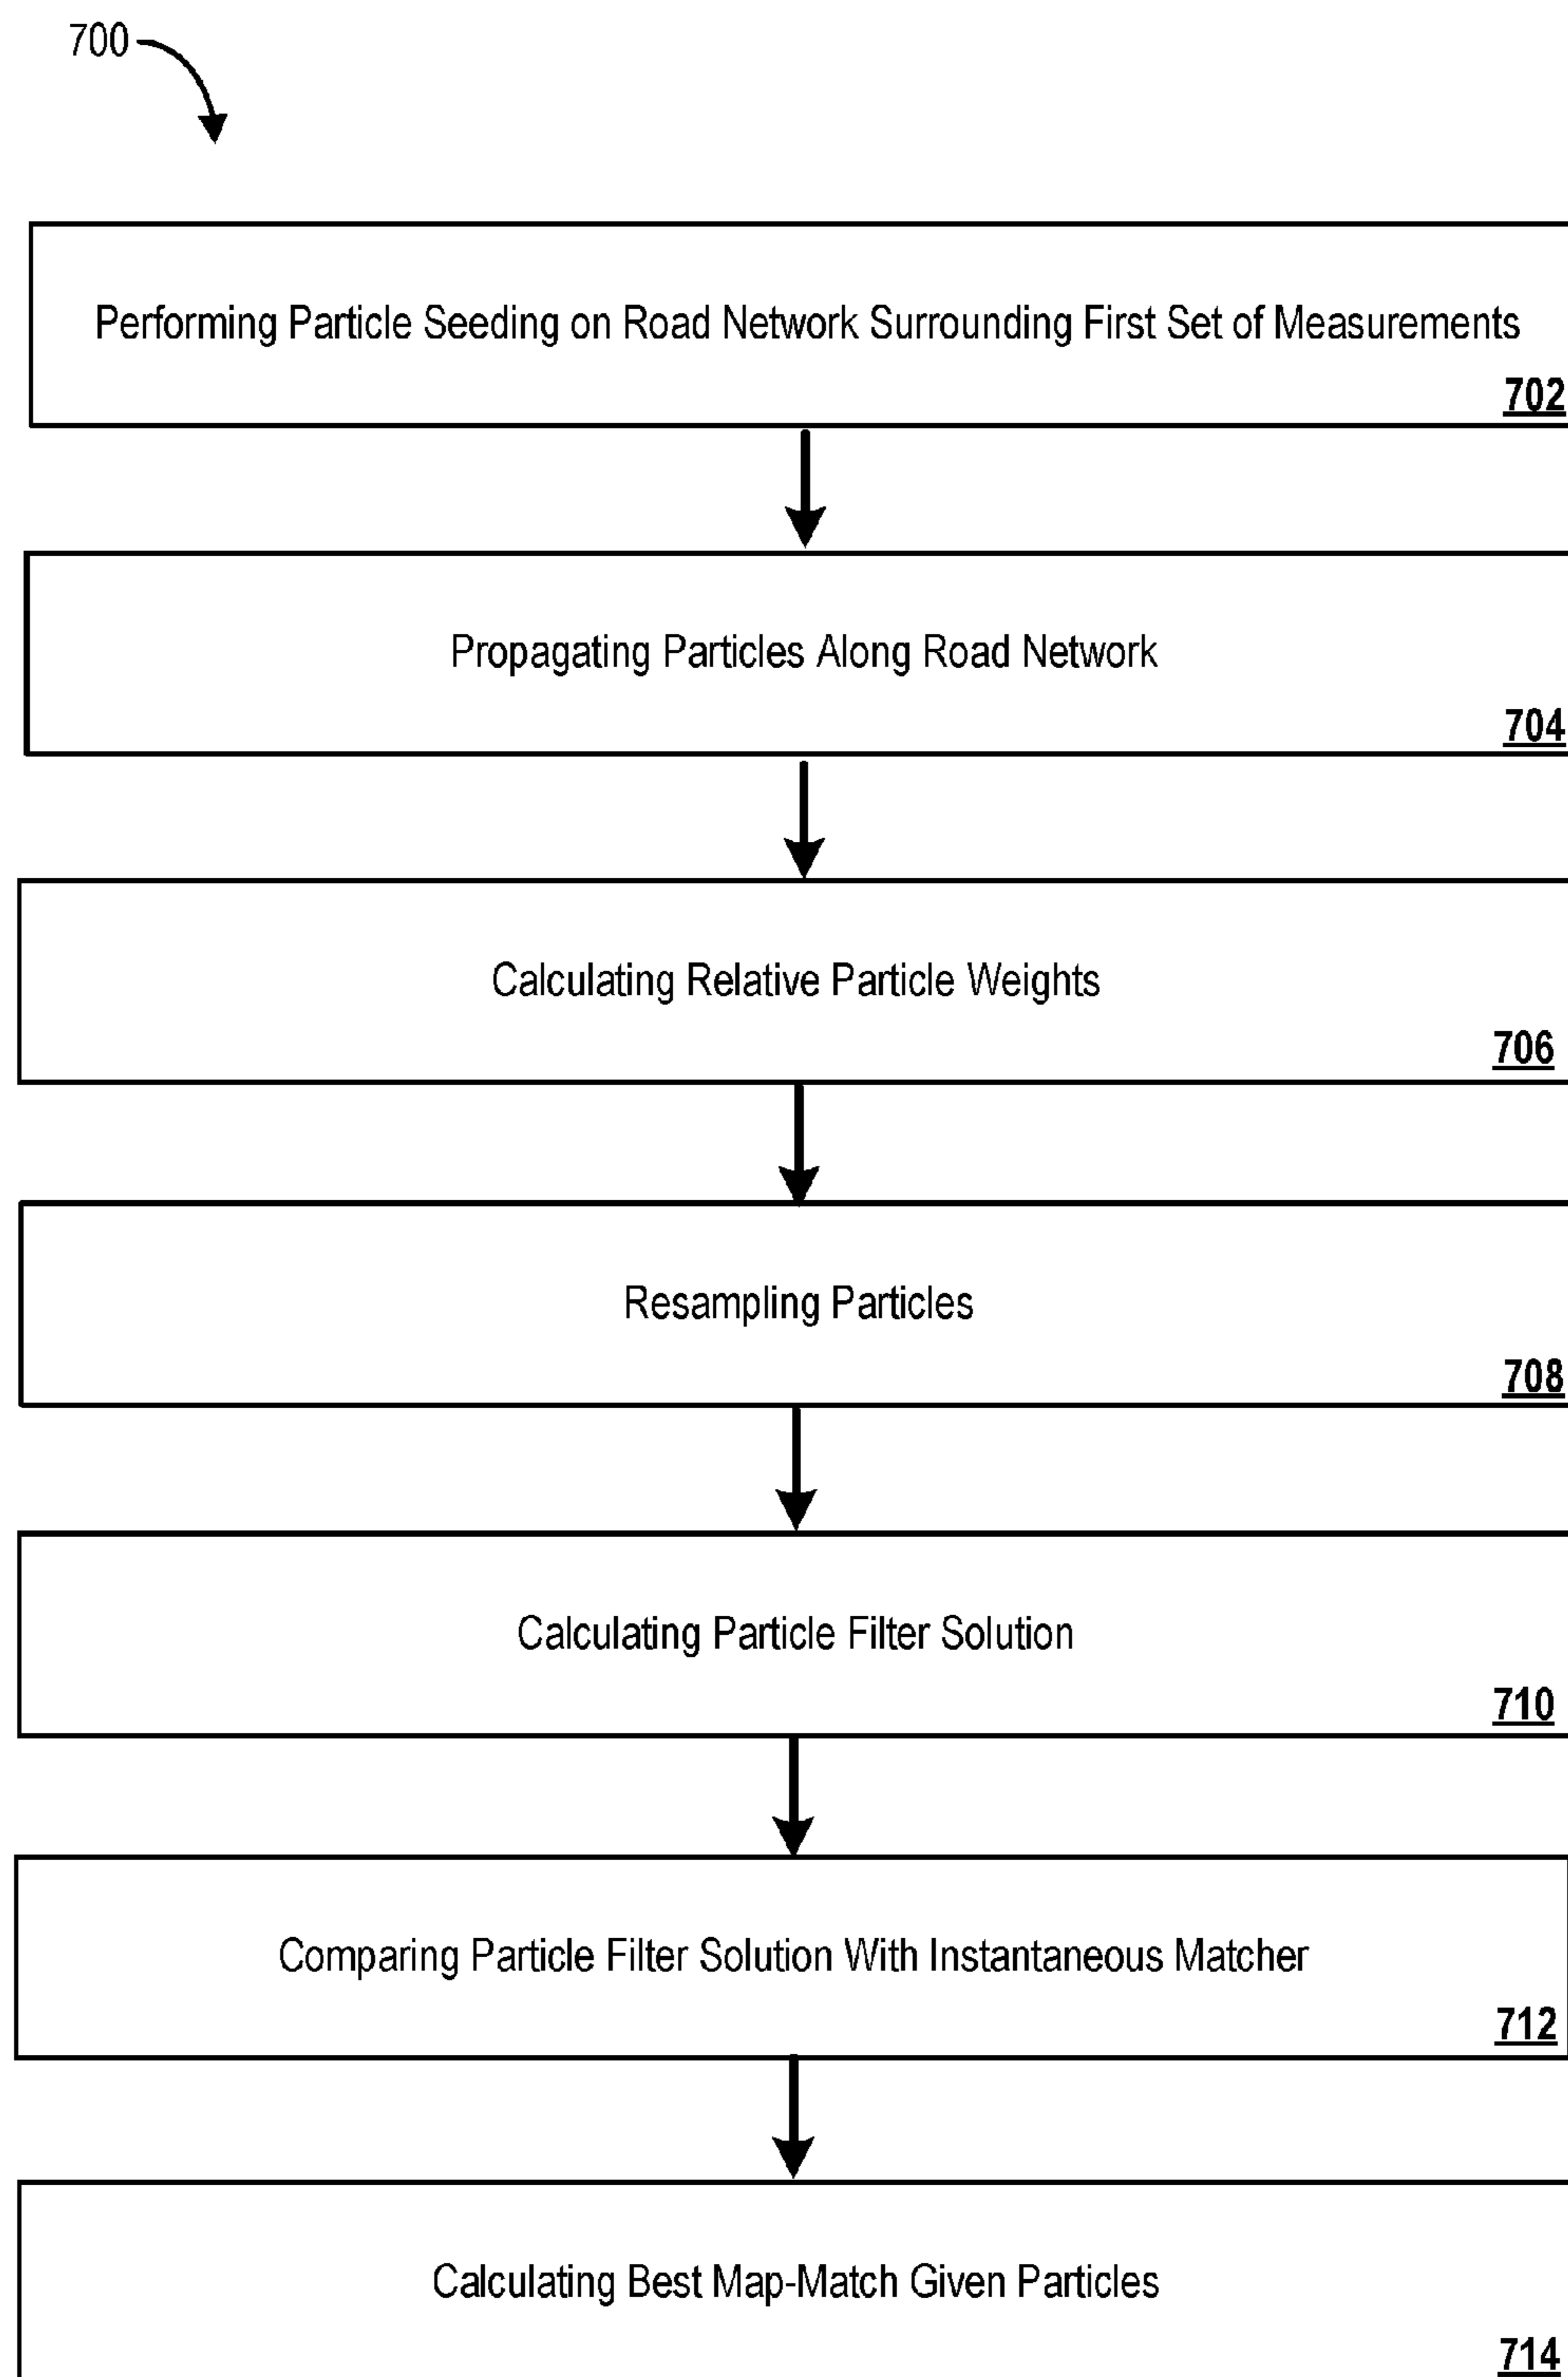 700
Performing Particle Seeding on Road Network Surrounding First Set of Measurements
702
Propagating Particles Along Road Network
704
Calculating Relative Particle Weights
706
Resampling Particles
708
Calculating Particle Filter Solution
710
Comparing Particle Filter Solution With Instantaneous Matcher
712
Calculating Best Map-Match Given Particles
714